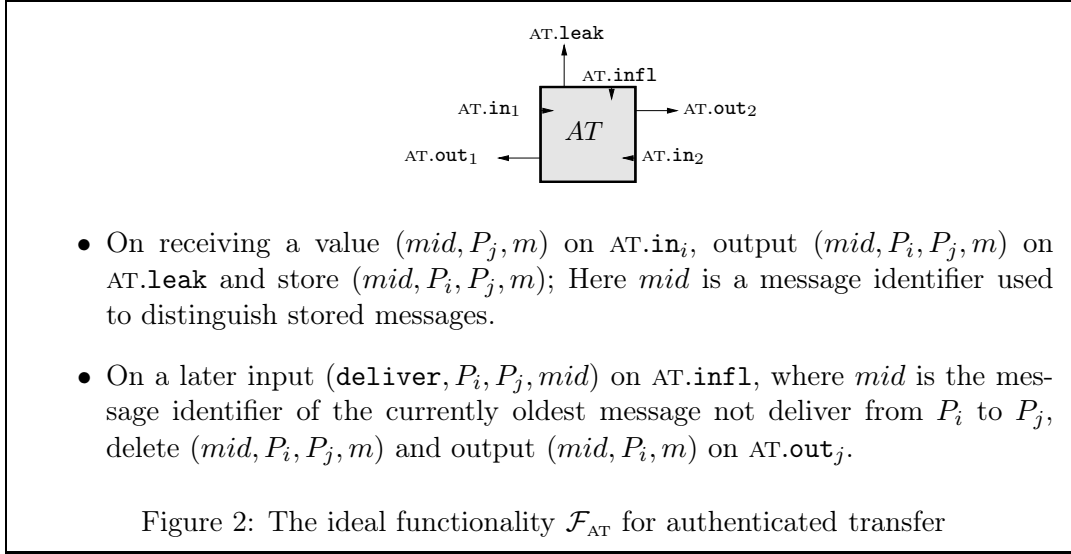 AT.leak
AT.infl
AT.in₁
AT.out₂
AT
AT.out₁
AT.in₂
• On receiving a value (mid, Pⱼ, m) on AT.inᵢ, output (mid, Pᵢ, Pⱼ, m) on
AT.leak and store (mid, Pᵢ, Pⱼ, m); Here mid is a message identifier used
to distinguish stored messages.
• On a later input (deliver, Pᵢ, Pⱼ, mid) on AT.infl, where mid is the mes-
sage identifier of the currently oldest message not deliver from Pᵢ to Pⱼ,
delete (mid, Pᵢ, Pⱼ, m) and output (mid, Pᵢ, m) on AT.outⱼ.
Figure 2: The ideal functionality ℱ_AT for authenticated transfer